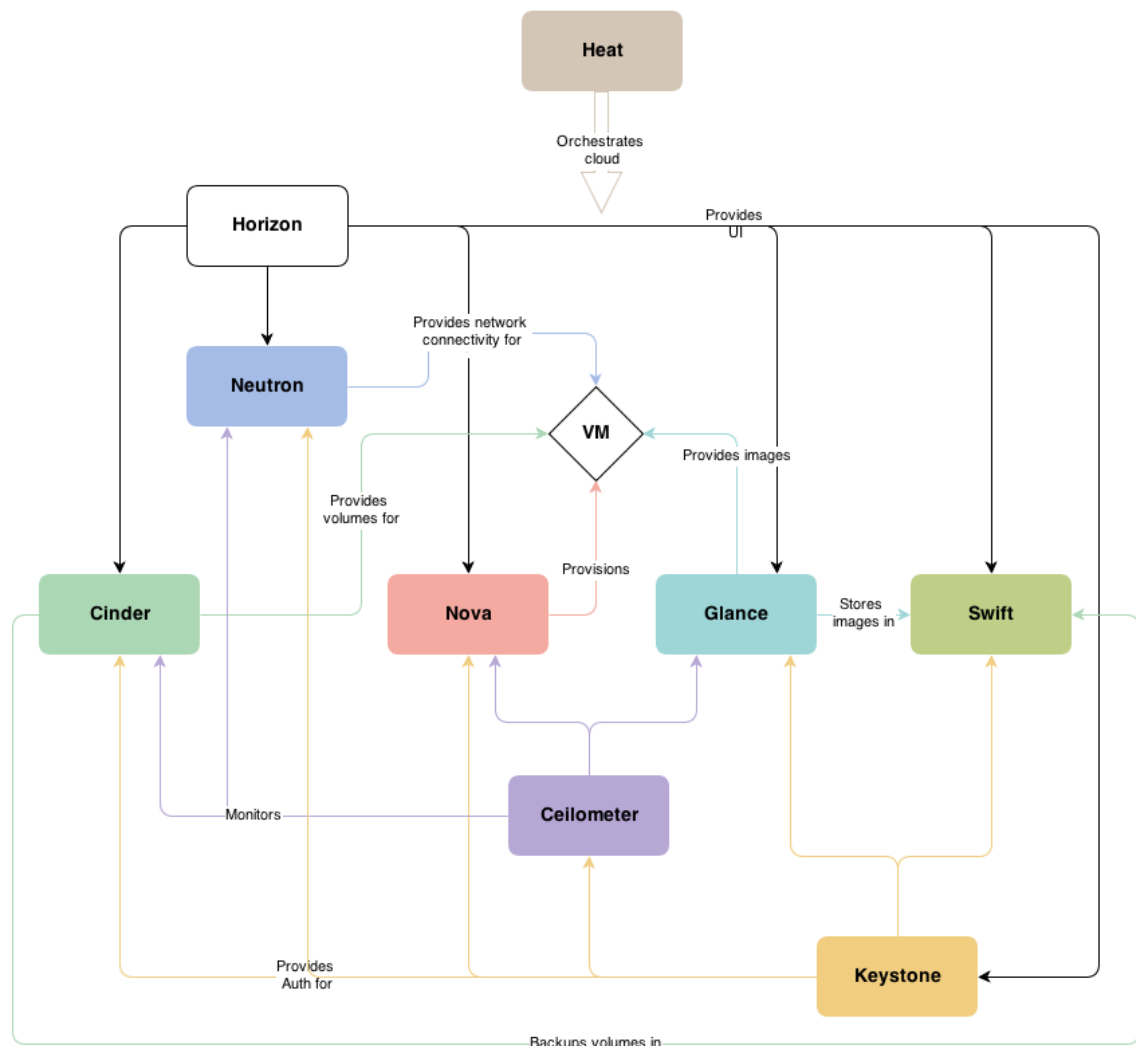 Heat
Orchestrates
cloud
Horizon
Provides
UI
Provides network
connectivity for
Neutron
VM
Provides images
Provides
volumes for
Provisions
Cinder
Nova
Glance
Stores
images in
Swift
Ceilometer
Monitors
Provides
Auth for
Keystone
Backups volumes in